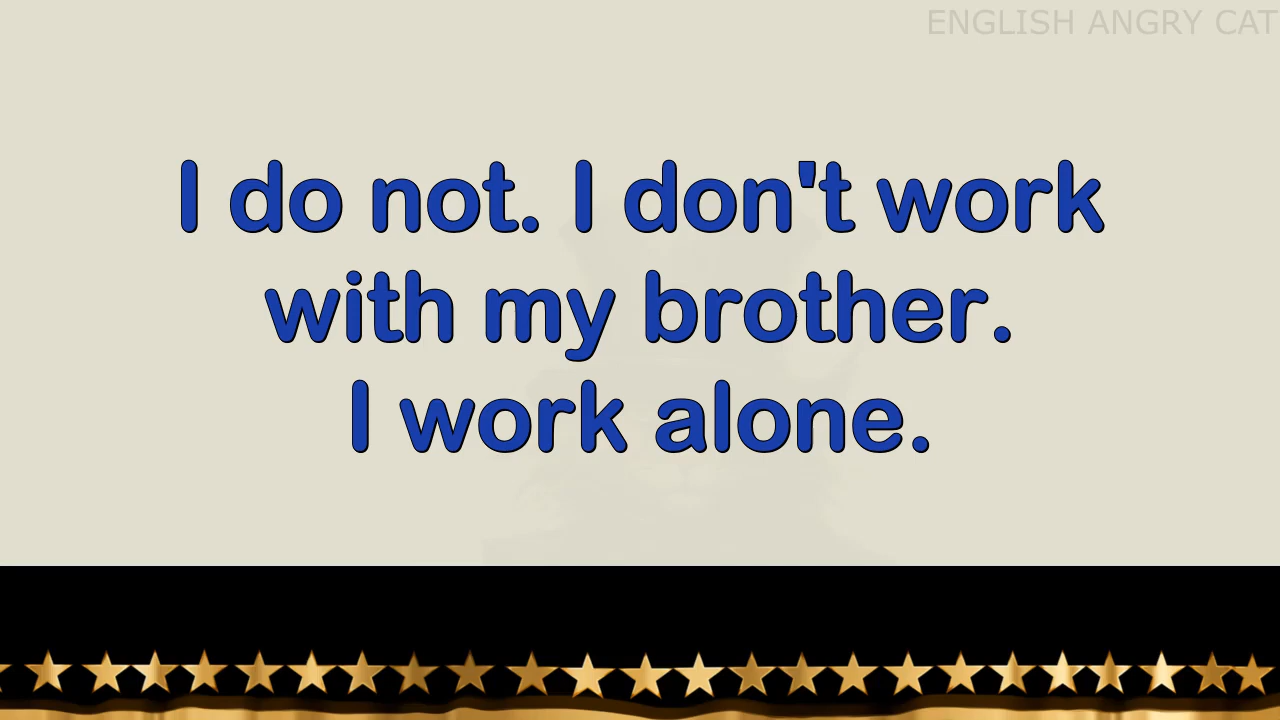 ENGLISH ANGRY CAT
I do not. I don't work
with my brother.
I work alone.